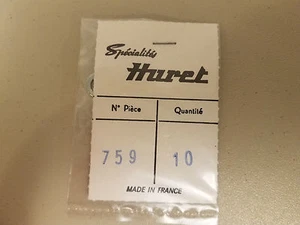 Spécialités
Huret
N° Pièce Quantité
759 10
MADE IN FRANCE